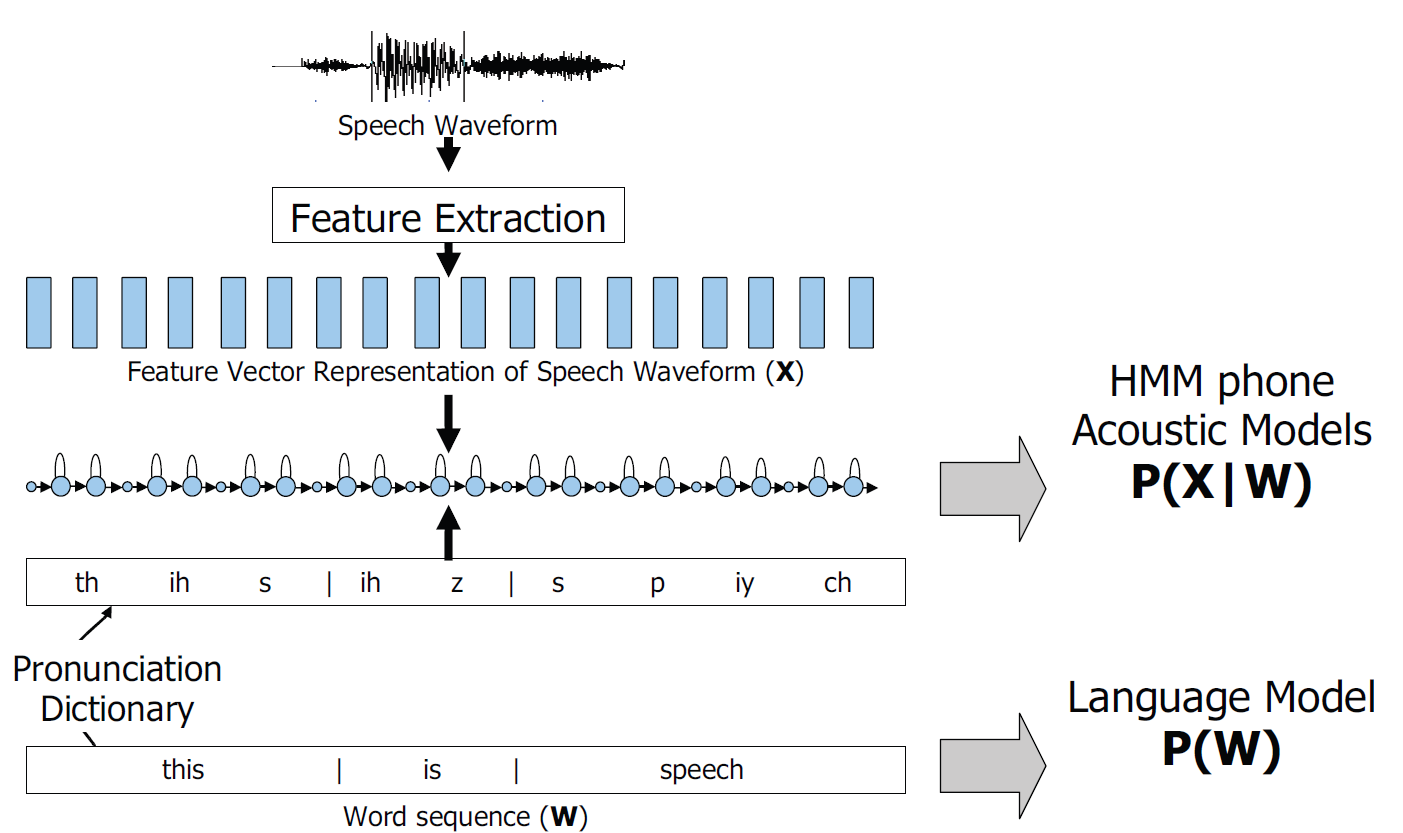 Speech Waveform
Feature Extraction
Feature Vector Representation of Speech Waveform (X)
HMM phone
Acoustic Models
P(X|W)
th ih s | ih z | s p iy ch
Pronunciation
Dictionary
Language Model
P(W)
this | is | speech
Word sequence (W)